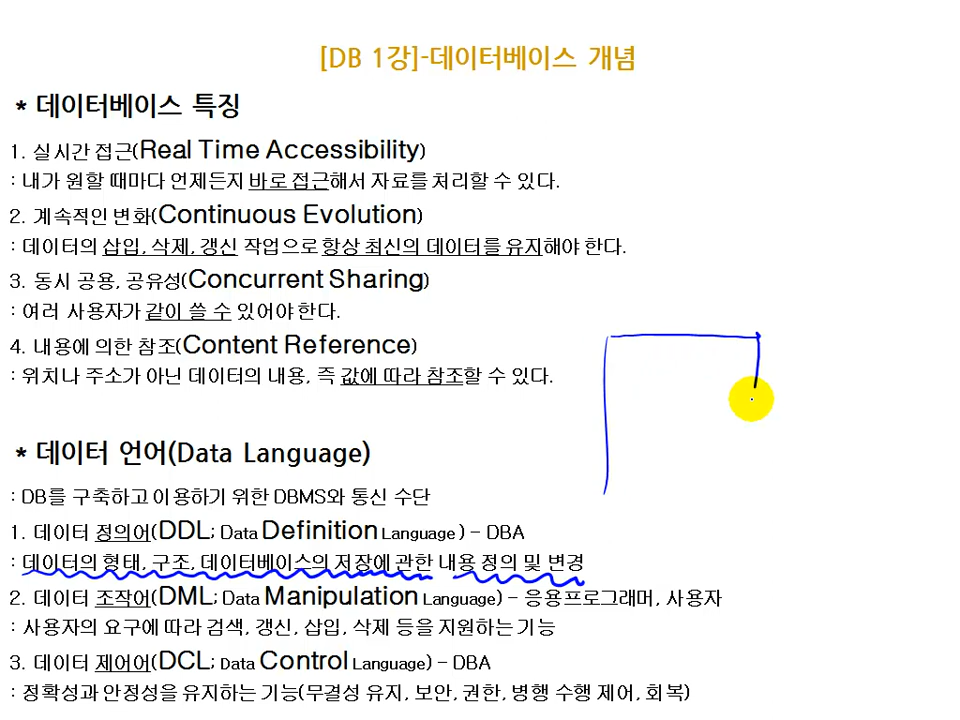 [DB 1강]-데이터베이스 개념
* 데이터베이스 특징
1. 실시간 접근(Real Time Accessibility)
: 내가 원할 때마다 언제든지 바로 접근해서 자료를 처리할 수 있다.
2. 계속적인 변화(Continuous Evolution)
: 데이터의 삽입, 삭제, 갱신 작업으로 항상 최신의 데이터를 유지해야 한다.
3. 동시 공용, 공유성(Concurrent Sharing)
: 여러 사용자가 같이 쓸 수 있어야 한다.
4. 내용에 의한 참조(Content Reference)
: 위치나 주소가 아닌 데이터의 내용, 즉 값에 따라 참조할 수 있다.
* 데이터 언어(Data Language)
: DB를 구축하고 이용하기 위한 DBMS와 통신 수단
1. 데이터 정의어(DDL; Data Definition Language ) - DBA
: 데이터의 형태, 구조, 데이터베이스의 저장에 관한 내용 정의 및 변경
2. 데이터 조작어(DML; Data Manipulation Language) - 응용프로그래머, 사용자
: 사용자의 요구에 따라 검색, 갱신, 삽입, 삭제 등을 지원하는 기능
3. 데이터 제어어(DCL; Data Control Language) - DBA
: 정확성과 안정성을 유지하는 기능(무결성 유지, 보안, 권한, 병행 수행 제어, 회복)